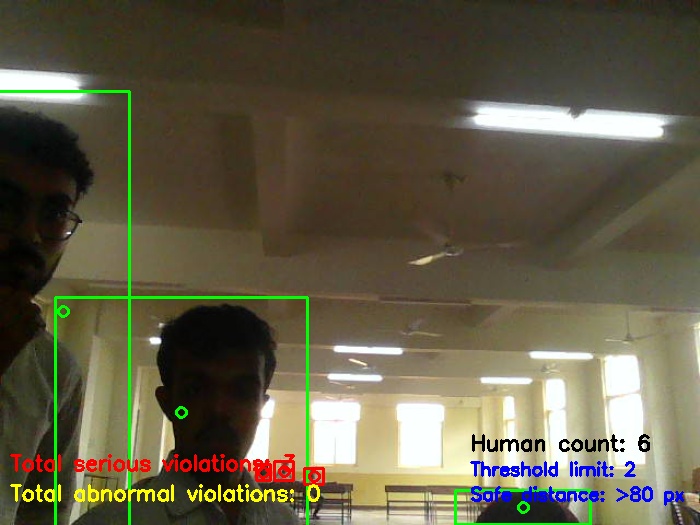 Human count: 6
Total serious violations: 3
Threshold limit: 2
Total abnormal violations: 0
Safe distance: >80 px